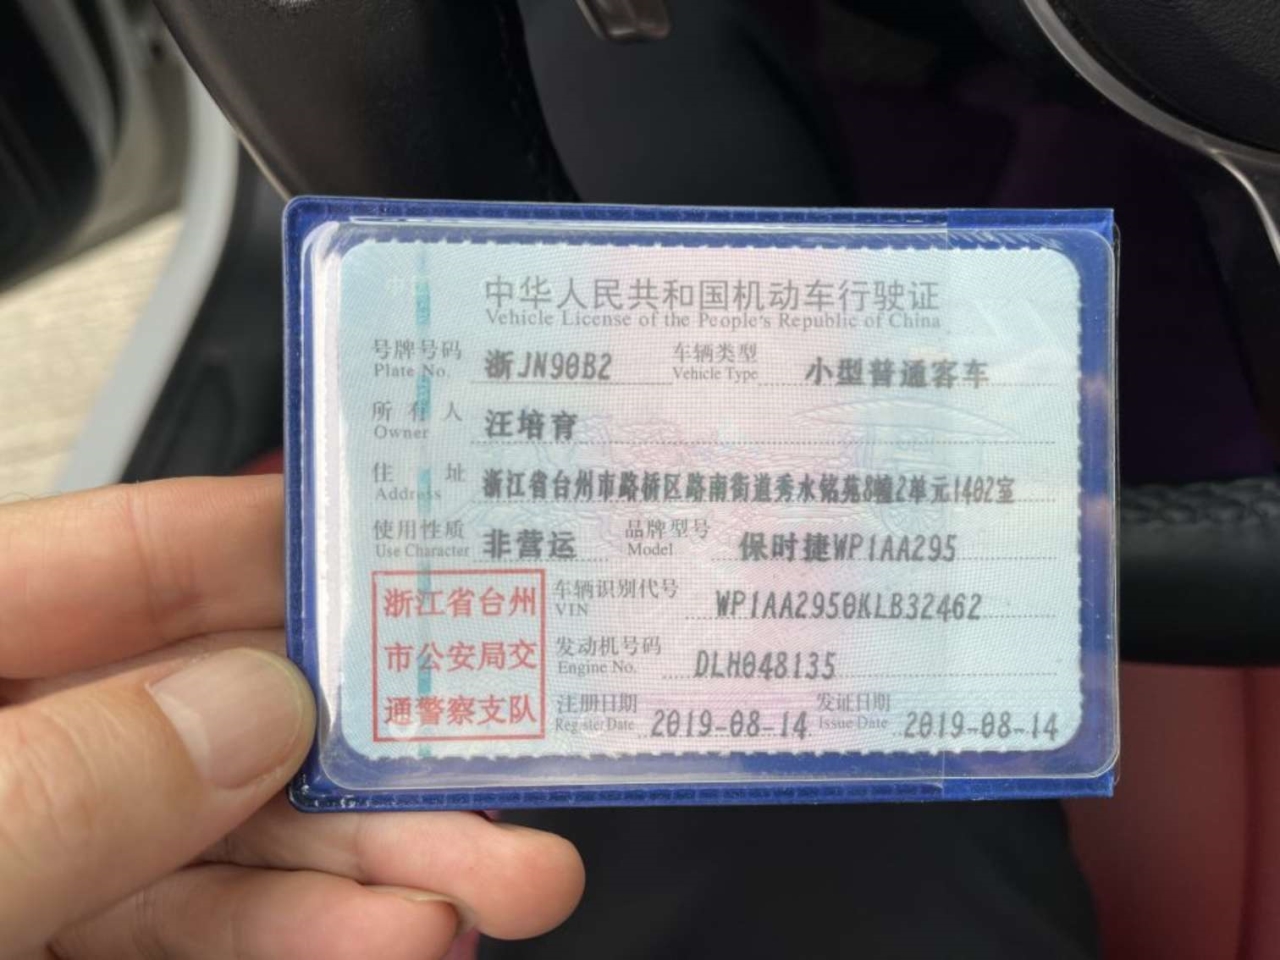 中华人民共和国机动车行驶证
Vehicle License of the People's Republic of China
号牌号码 浙JN90B2 车辆类型 小型普通客车
Plate No. Vehicle Type
所有人 汪培育
Owner
住址 浙江省台州市路桥区路南街道秀水铭苑8幢2单元1402室
Address
使用性质 非营运 品牌型号 保时捷WP1AA295
Use Character Model
浙江省台州
市公安局交
通警察支队
车辆识别代号 WP1AA2950KLB32462
VIN
发动机号码 DLH048135
Engine No.
注册日期 2019-08-14 发证日期 2019-08-14
Register Date Issue Date